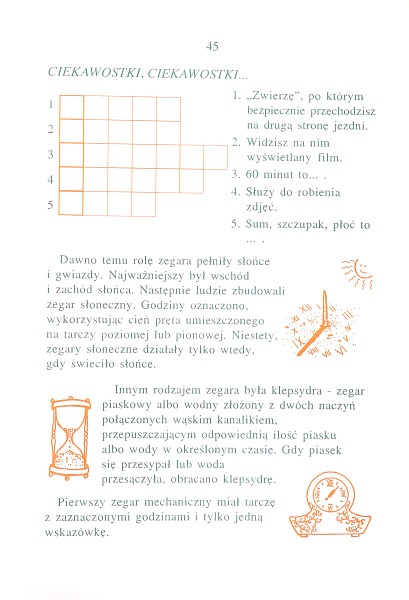 45
CIEKAWOSTKI, CIEKAWOSTKI...
1
2
3
4
5
1. „Zwierzę”, po którym
bezpiecznie przechodzisz
na drugą stronę jezdni.
2. Widzisz na nim
wyświetlany film.
3. 60 minut to... .
4. Służy do robienia
zdjęć.
5. Sum, szczupak, płoć to
... .
Dawno temu rolę zegara pełniły słońce
i gwiazdy. Najważniejszy był wschód
i zachód słońca. Następnie ludzie zbudowali
zegar słoneczny. Godziny oznaczono,
wykorzystując cień pręta umieszczonego
na tarczy poziomej lub pionowej. Niestety,
zegary słoneczne działały tylko wtedy,
gdy świeciło słońce.
Innym rodzajem zegara była klepsydra - zegar
piaskowy albo wodny złożony z dwóch naczyń
połączonych wąskim kanalikiem,
przepuszczającym odpowiednią ilość piasku
albo wody w określonym czasie. Gdy piasek
się przesypał lub woda
przesączyła, obracano klepsydrę.
Pierwszy zegar mechaniczny miał tarczę
z zaznaczonymi godzinami i tylko jedną
wskazówkę.